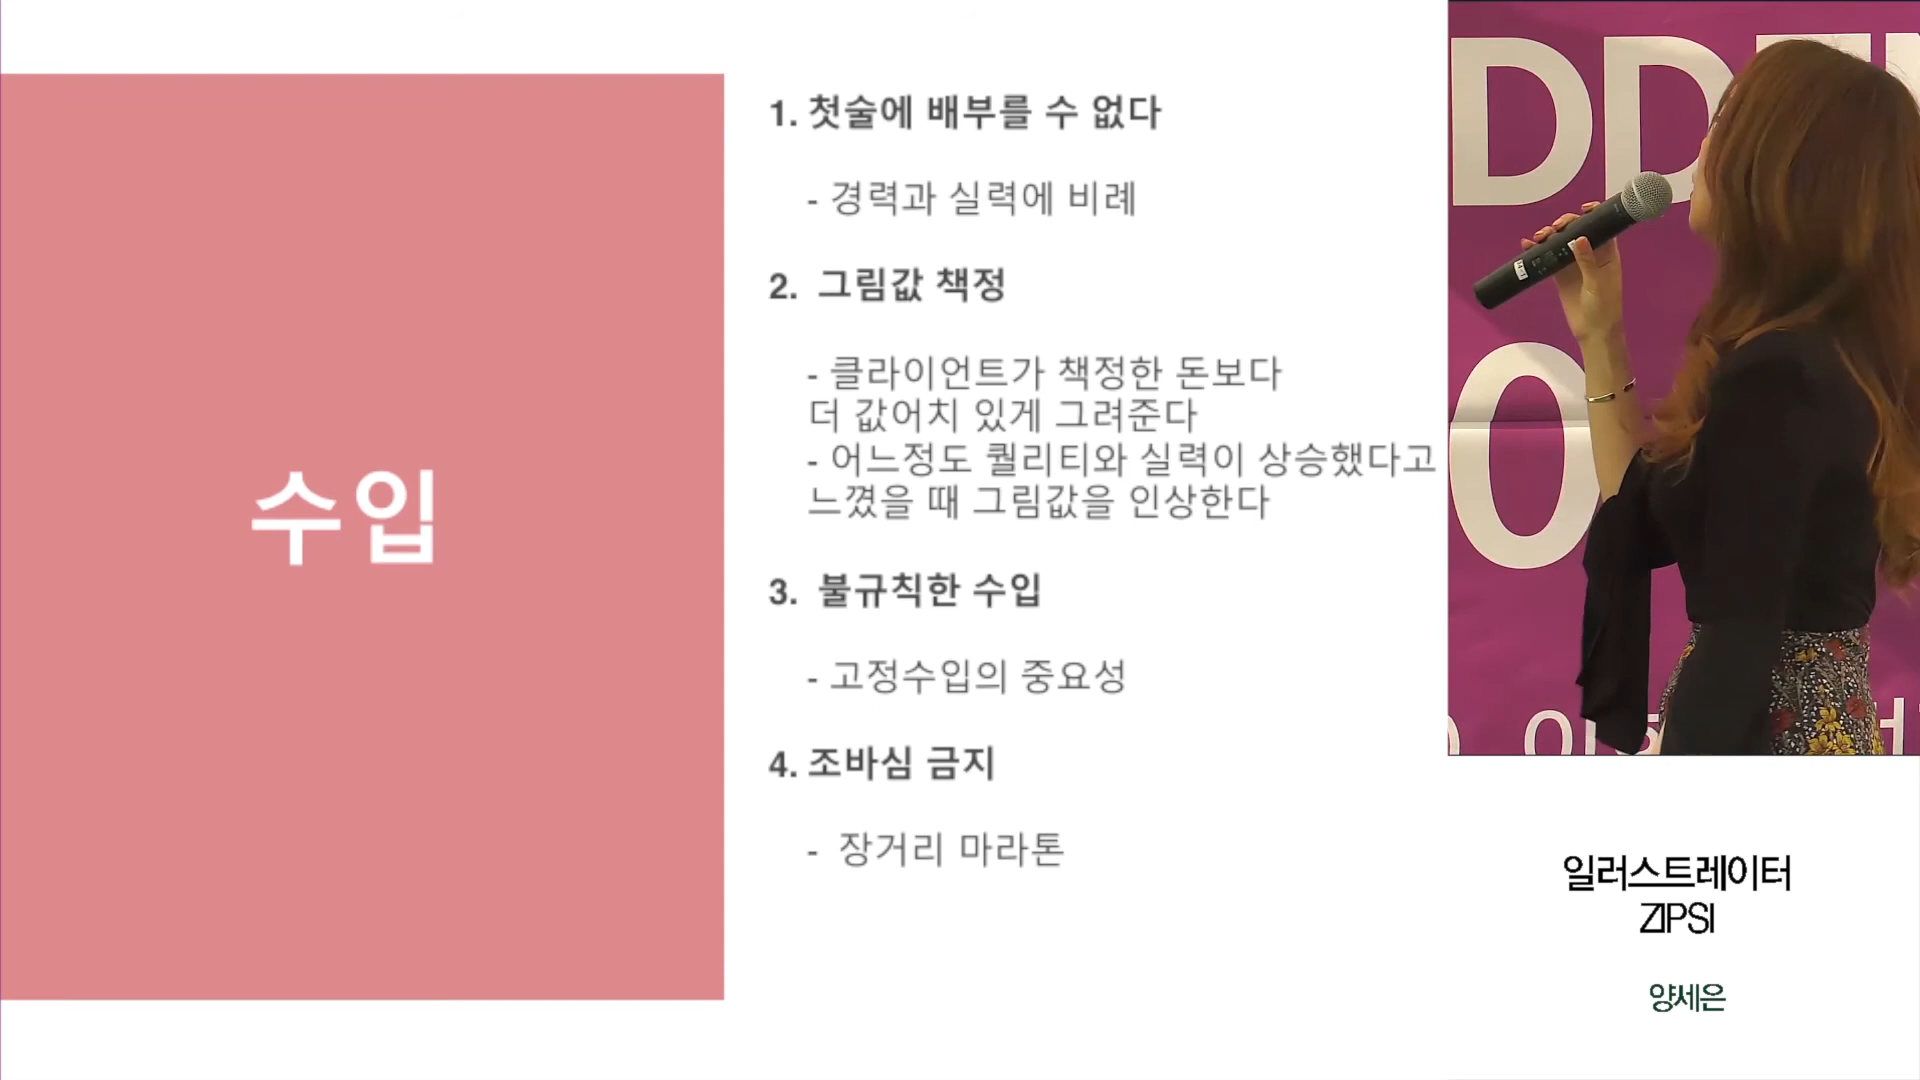 수입
1. 첫술에 배부를 수 없다
- 경력과 실력에 비례
2. 그림값 책정
- 클라이언트가 책정한 돈보다
더 값어치 있게 그려준다
- 어느정도 퀄리티와 실력이 상승했다고
느꼈을 때 그림값을 인상한다
3. 불규칙한 수입
- 고정수입의 중요성
4. 조바심 금지
- 장거리 마라톤
일러스트레이터
ZIPSI
양세은